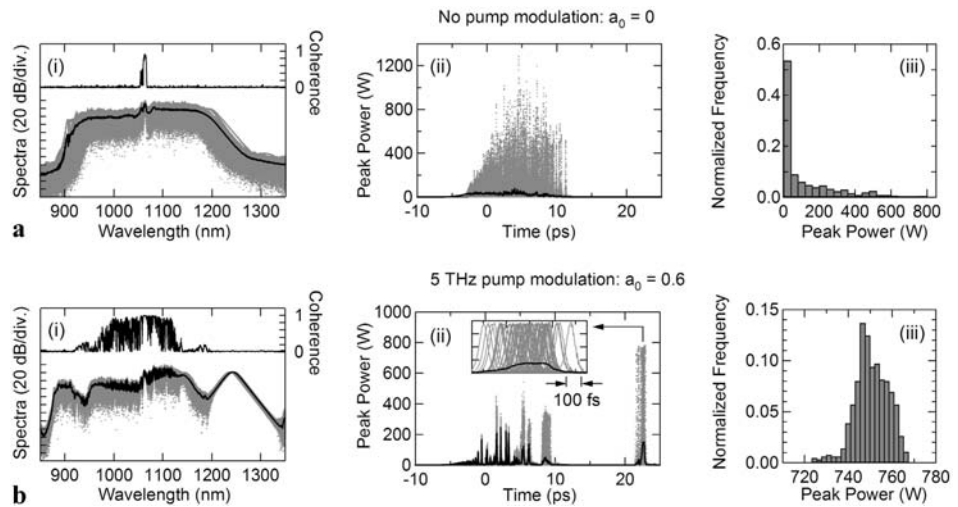 No pump modulation: a0 = 0
(i)
1
0
Coherence
Spectra (20 dB/div.)
900 1000 1100 1200 1300
Wavelength (nm)
a
(ii)
1200
800
400
0
Peak Power (W)
-10 0 10 20
Time (ps)
(iii)
0.6
0.4
0.2
0.0
Normalized Frequency
0 200 400 600 800
Peak Power (W)
5 THz pump modulation: a0 = 0.6
(i)
1
0
Coherence
Spectra (20 dB/div.)
900 1000 1100 1200 1300
Wavelength (nm)
b
(ii)
1000
800
600
400
200
0
Peak Power (W)
100 fs
-10 0 10 20
Time (ps)
(iii)
0.15
0.10
0.05
0.00
Normalized Frequency
720 740 760 780
Peak Power (W)